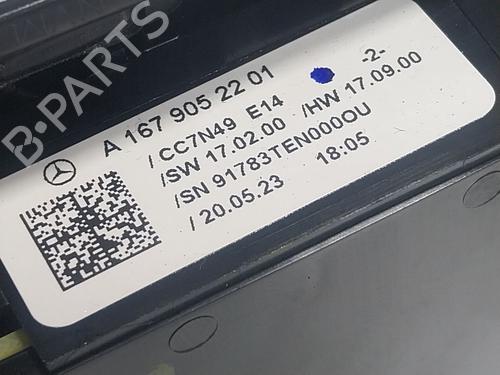 A 167 905 22 01
-2-
/ CC7N49 E14
/SW 17.02.00 /HW 17.09.00
/SN 91783TEN000OU
/ 20.05.23 18:05
B-PARTS